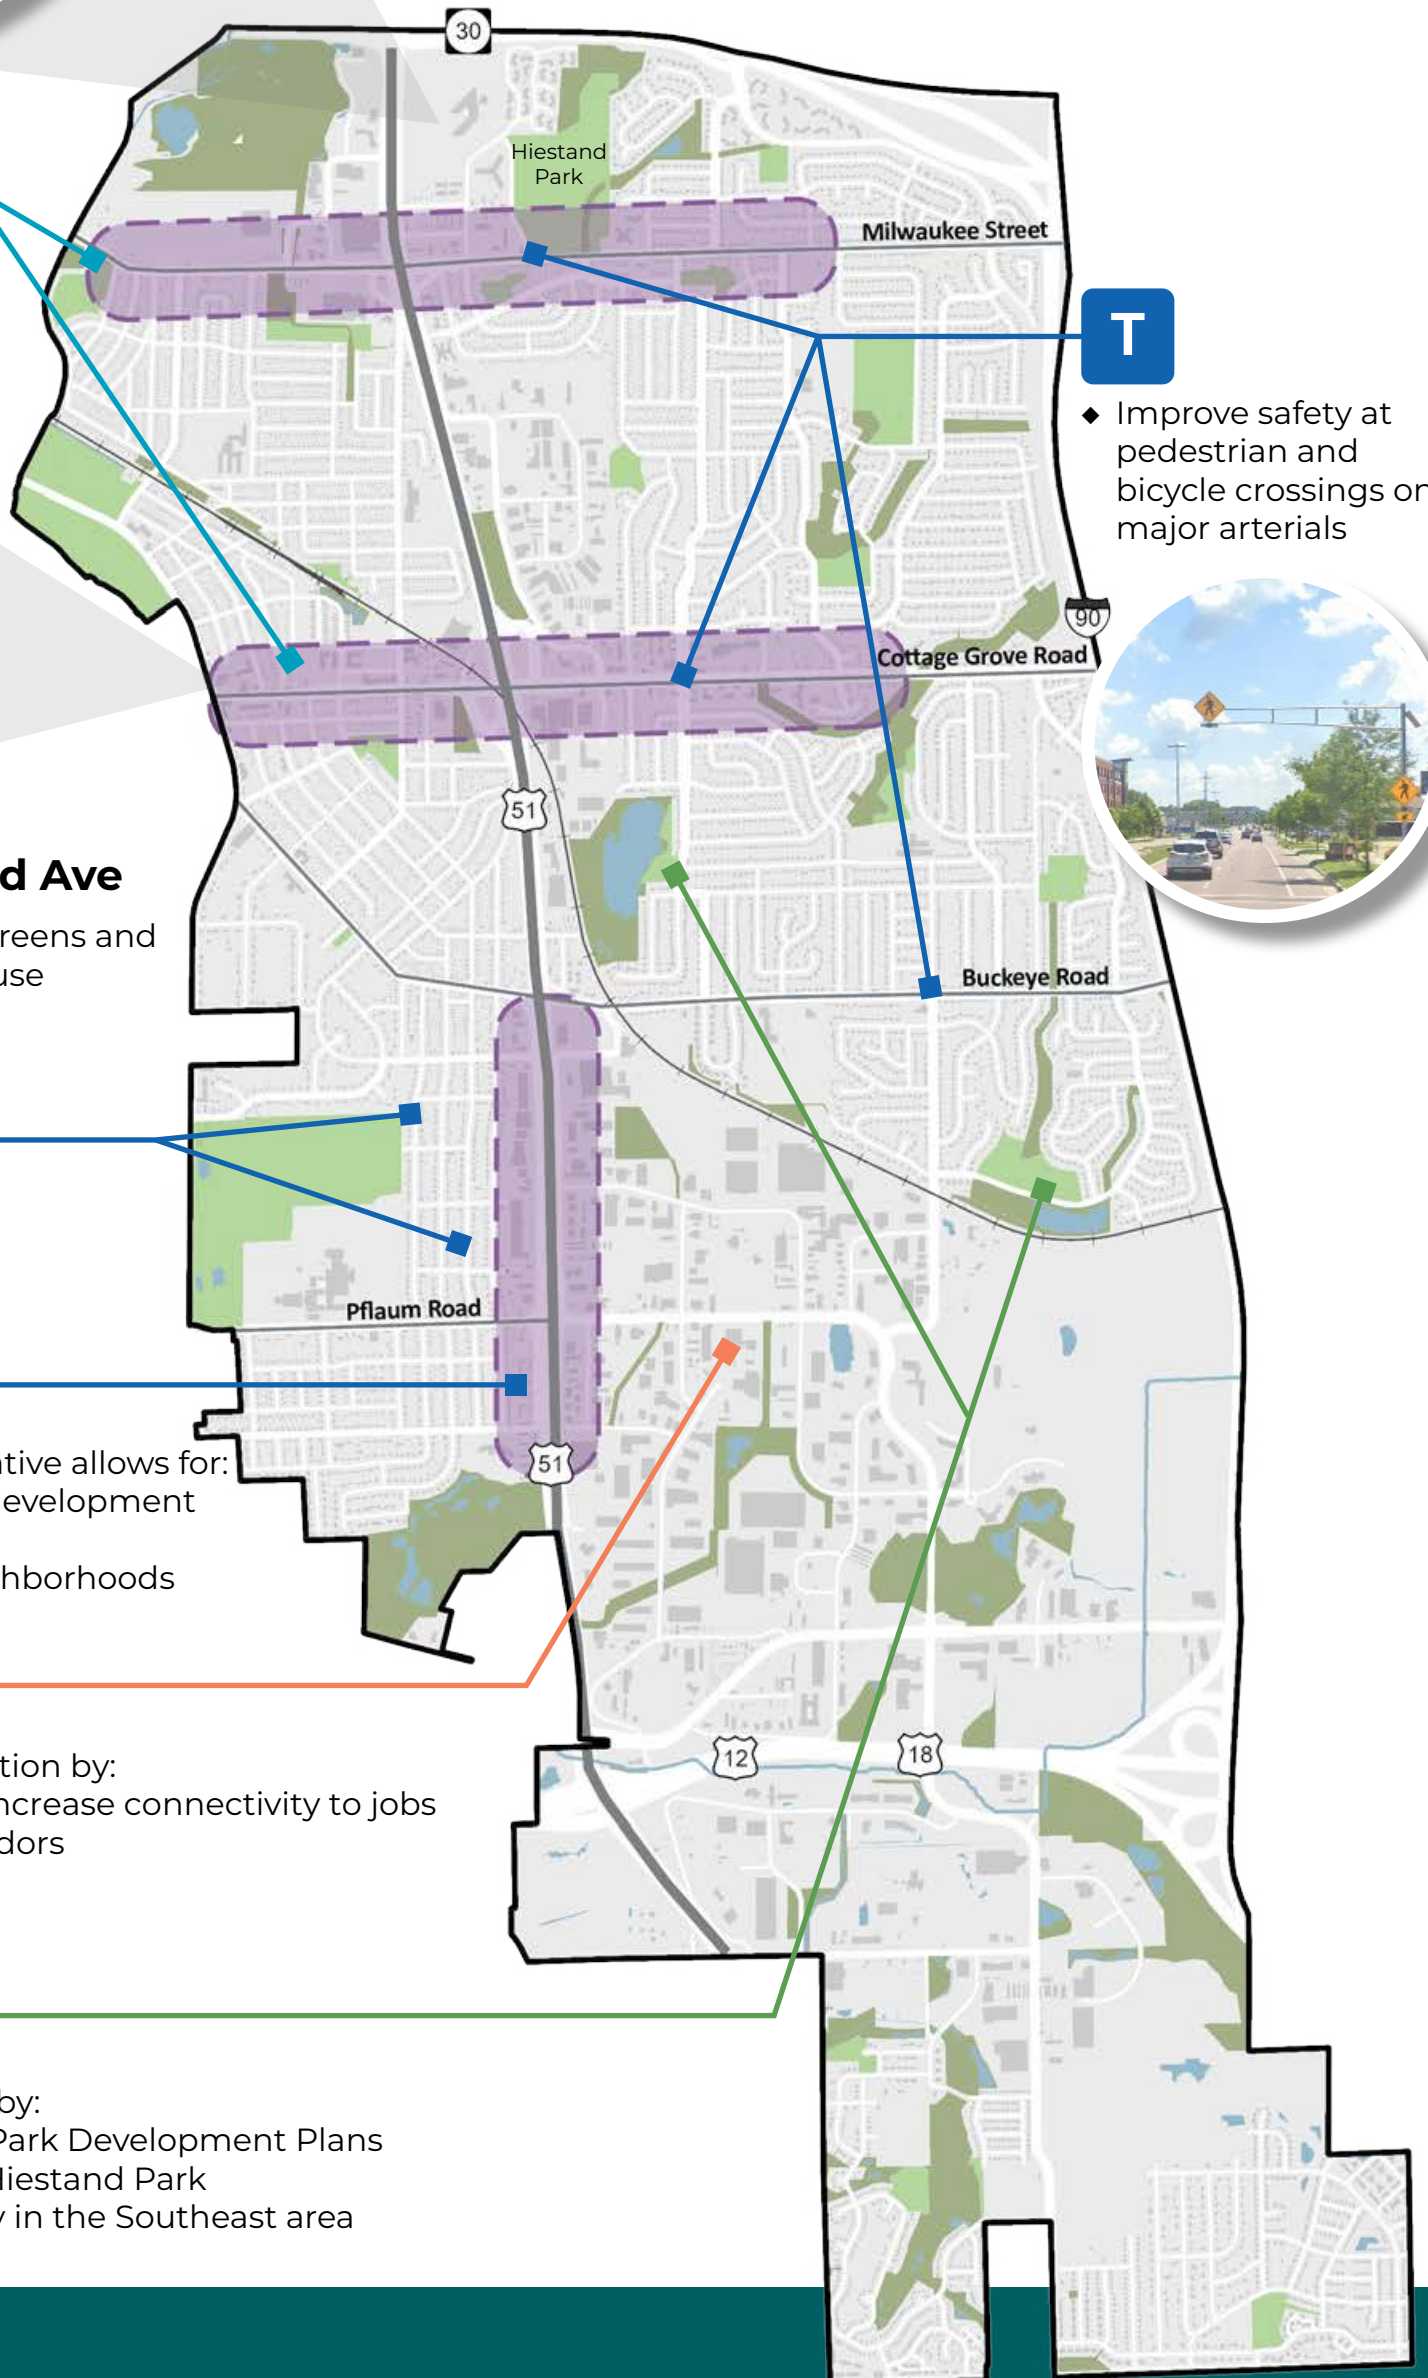 30
Hiestand
Park
Milwaukee Street
T
◆ Improve safety at
pedestrian and
bicycle crossings on
major arterials
90
Cottage Grove Road
51
d Ave
reens and
use
Buckeye Road
Pflaum Road
51
ative allows for:
evelopment
hborhoods
12
18
tion by:
ncrease connectivity to jobs
dors
by:
Park Development Plans
Hiestand Park
y in the Southeast area